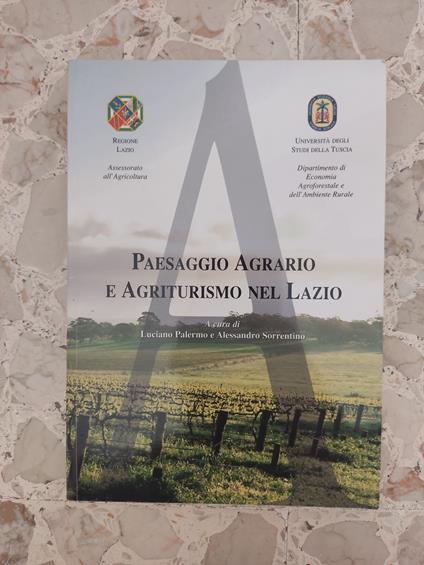 REGIONE
LAZIO
Assessorato
all'Agricoltura
UNIVERSITÀ DEGLI
STUDI DELLA TUSCIA
Dipartimento di
Economia
Agroforestale e
dell'Ambiente Rurale
A
PAESAGGIO AGRARIO
E AGRITURISMO NEL LAZIO
A cura di
Luciano Palermo e Alessandro Sorrentino